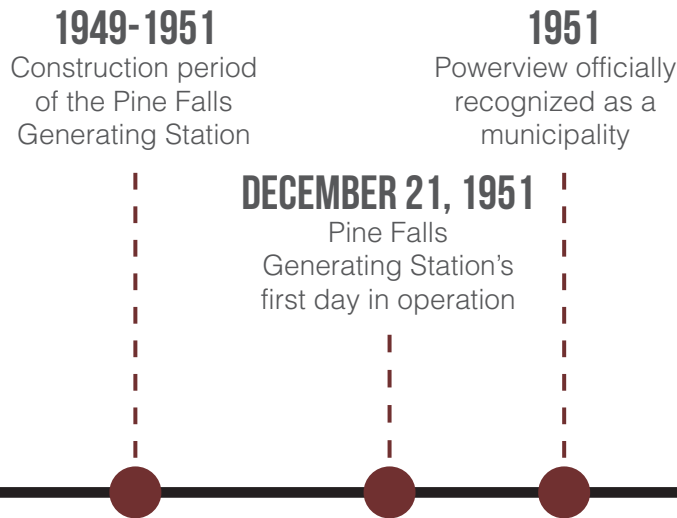 1949-1951
Construction period
of the Pine Falls
Generating Station
DECEMBER 21, 1951
Pine Falls
Generating Station’s
first day in operation
1951
Powerview officially
recognized as a
municipality